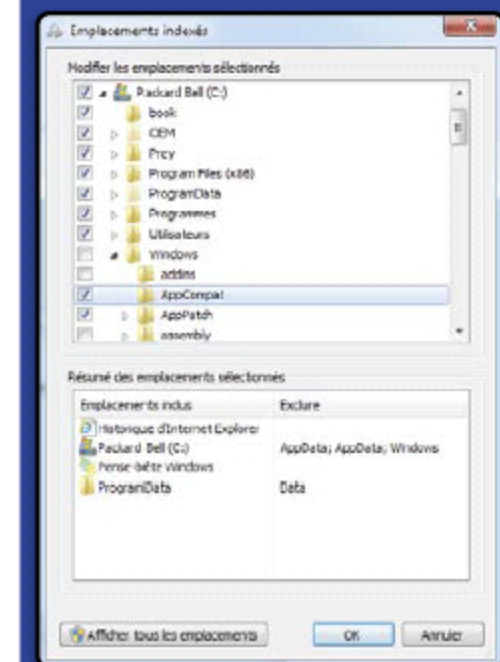 Emplacements indexés
Modifier les emplacements sélectionnés
Packard Bell (C:)
book
OEM
Prey
Program Files (x86)
ProgramData
Programmes
Utilisateurs
Windows
addins
AppCompat
AppPatch
assembly
Résumé des emplacements sélectionnés
Emplacements inclus Exclure
Historique d'Internet Explorer
Packard Bell (C:) AppData; AppData; Windows
Pense-bête Windows
ProgramData Data
Afficher tous les emplacements OK Annuler